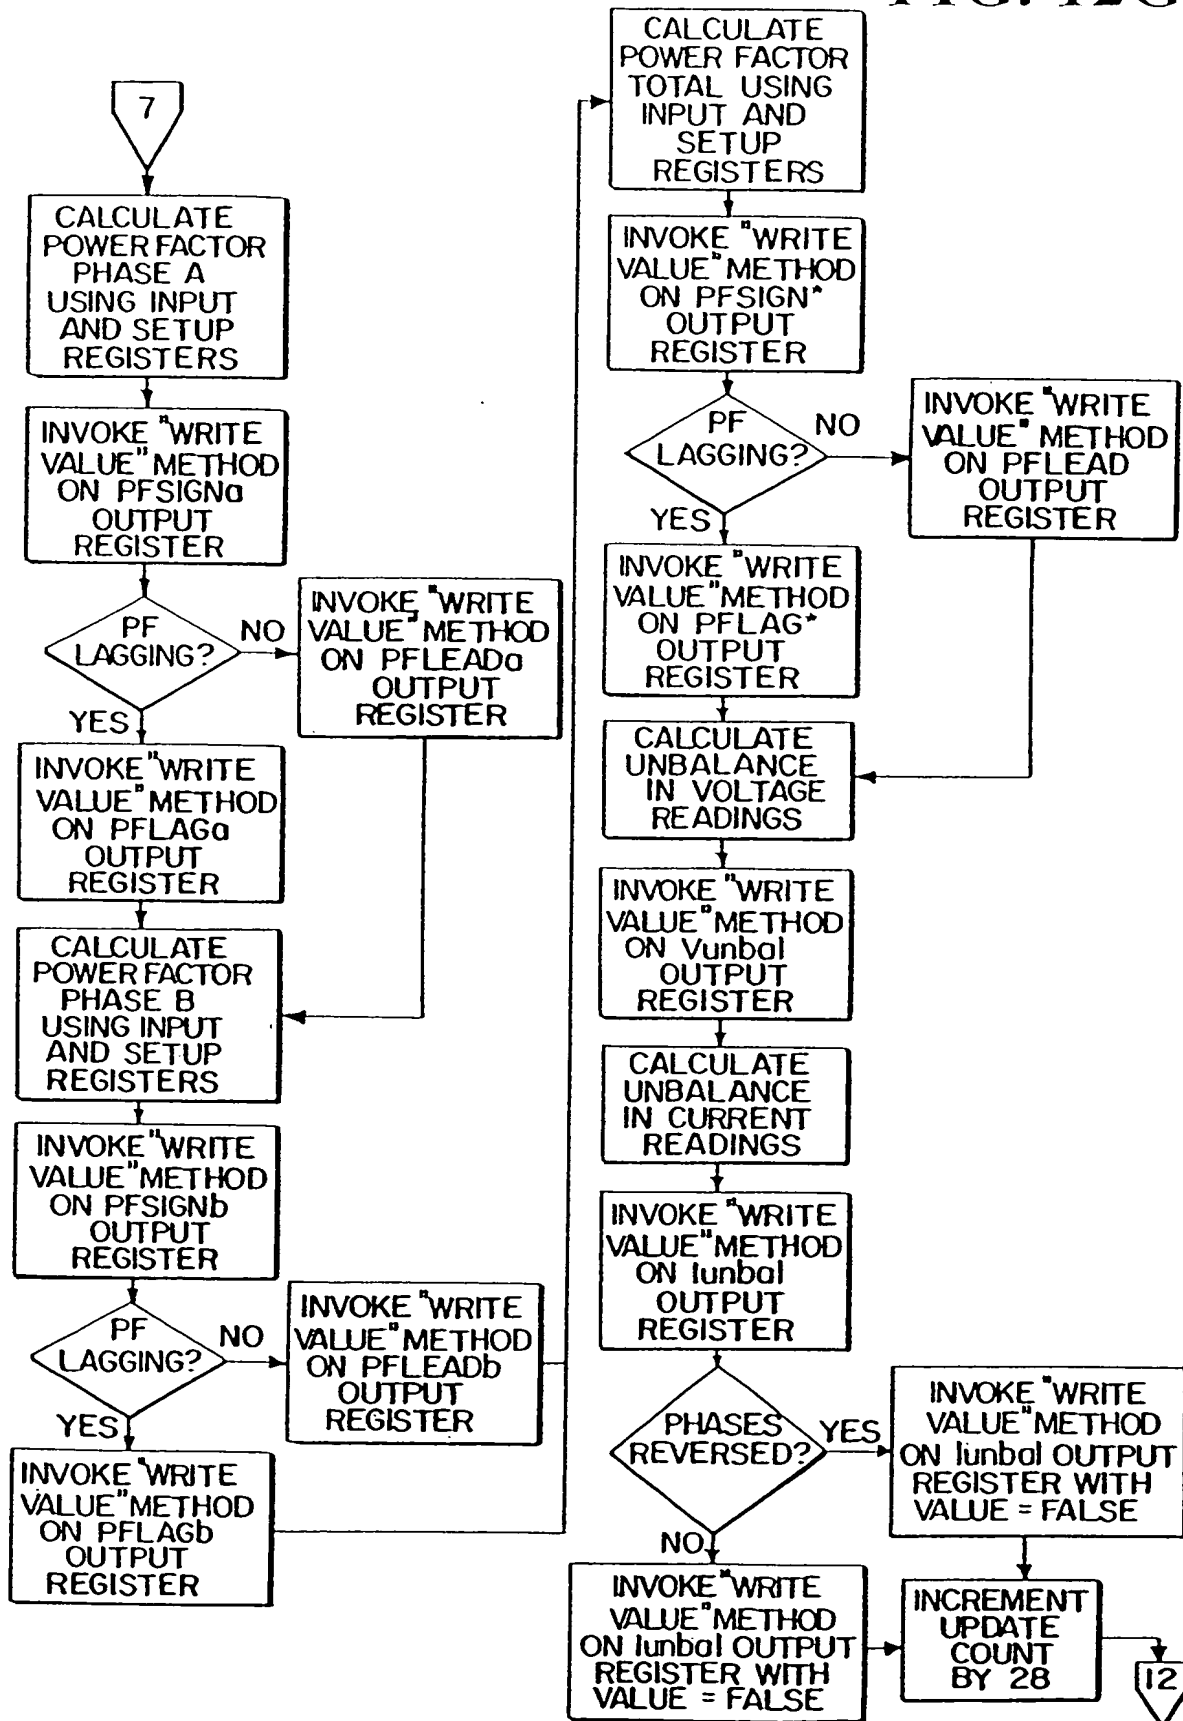 FIG. 12G
7
CALCULATE
POWER FACTOR
PHASE A
USING INPUT
AND SETUP
REGISTERS
INVOKE "WRITE
VALUE" METHOD
ON PFSIGNa
OUTPUT
REGISTER
PF
LAGGING?
NO
YES
INVOKE "WRITE
VALUE" METHOD
ON PFLEADa
OUTPUT
REGISTER
INVOKE "WRITE
VALUE" METHOD
ON PFLAGa
OUTPUT
REGISTER
CALCULATE
POWER FACTOR
PHASE B
USING INPUT
AND SETUP
REGISTERS
INVOKE "WRITE
VALUE" METHOD
ON PFSIGNb
OUTPUT
REGISTER
PF
LAGGING?
NO
YES
INVOKE "WRITE
VALUE" METHOD
ON PFLEADb
OUTPUT
REGISTER
INVOKE "WRITE
VALUE" METHOD
ON PFLAGb
OUTPUT
REGISTER
CALCULATE
POWER FACTOR
TOTAL USING
INPUT AND
SETUP
REGISTERS
INVOKE "WRITE
VALUE" METHOD
ON PFSIGN*
OUTPUT
REGISTER
PF
LAGGING?
NO
YES
INVOKE "WRITE
VALUE" METHOD
ON PFLEAD
OUTPUT
REGISTER
INVOKE "WRITE
VALUE" METHOD
ON PFLAG*
OUTPUT
REGISTER
CALCULATE
UNBALANCE
IN VOLTAGE
READINGS
INVOKE "WRITE
VALUE" METHOD
ON Vunbal
OUTPUT
REGISTER
CALCULATE
UNBALANCE
IN CURRENT
READINGS
INVOKE "WRITE
VALUE" METHOD
ON Iunbal
OUTPUT
REGISTER
PHASES
REVERSED?
YES
NO
INVOKE "WRITE
VALUE" METHOD
ON Iunbal OUTPUT
REGISTER WITH
VALUE = FALSE
INVOKE "WRITE
VALUE" METHOD
ON Iunbal OUTPUT
REGISTER WITH
VALUE = FALSE
INCREMENT
UPDATE
COUNT
BY 28
12